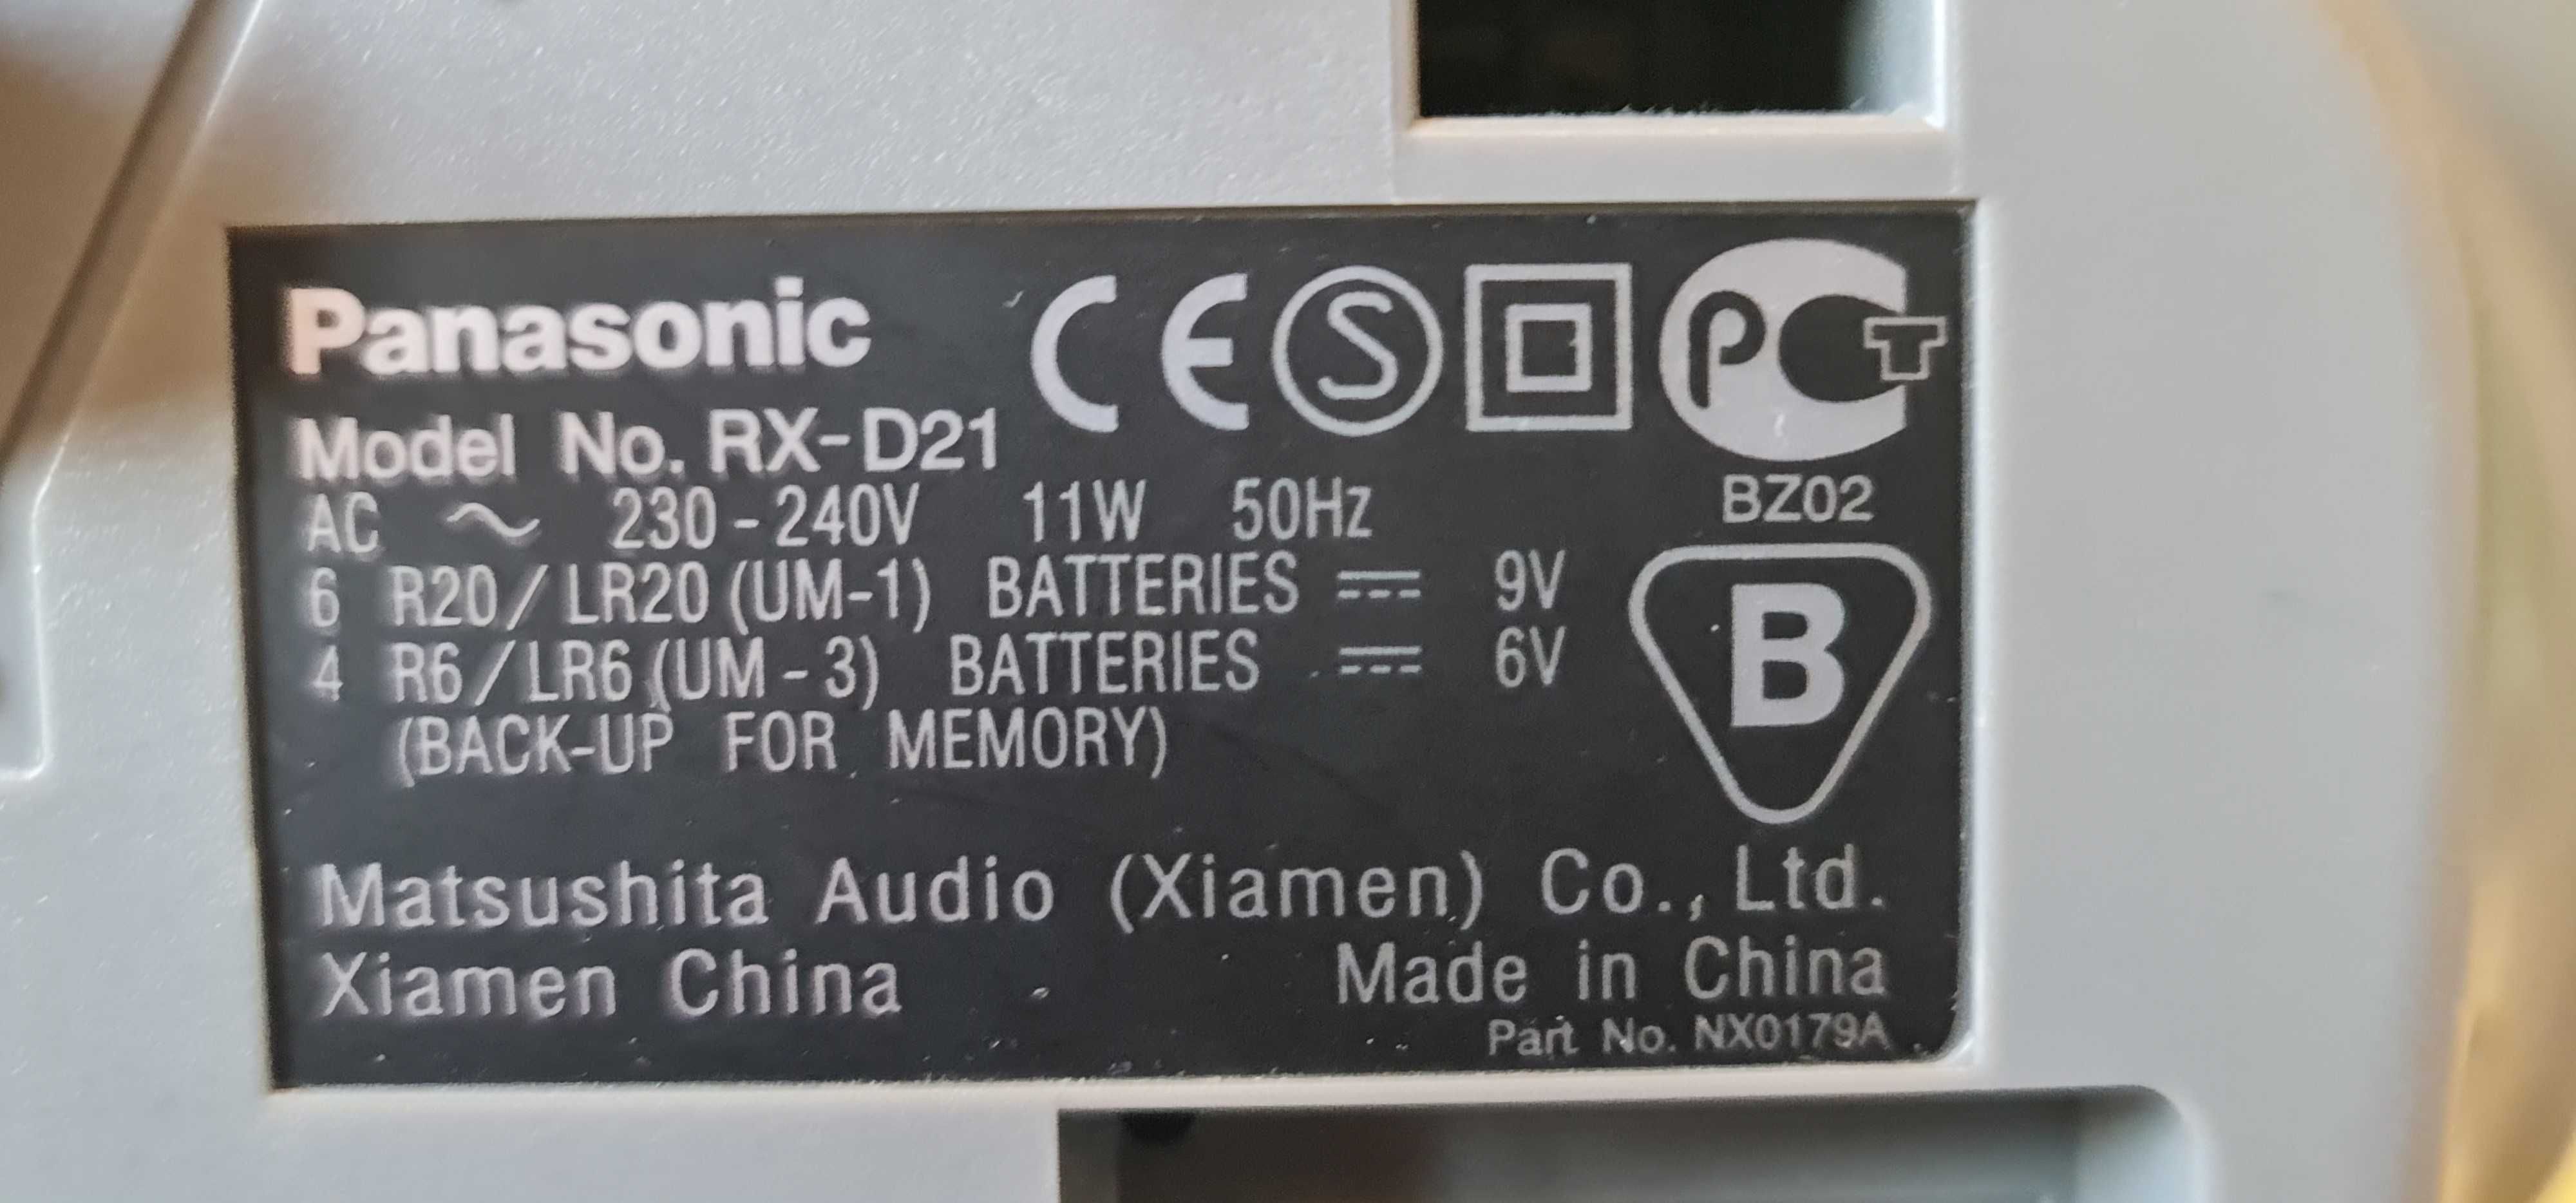 Panasonic
CE S PCT
Model No. RX-D21
AC ~ 230-240V 11W 50Hz
BZ02
6 R20/LR20 (UM-1) BATTERIES ⎓ 9V
4 R6/LR6 (UM-3) BATTERIES ⎓ 6V
B
(BACK-UP FOR MEMORY)
Matsushita Audio (Xiamen) Co., Ltd.
Xiamen China
Made in China
Part No. NX0179A